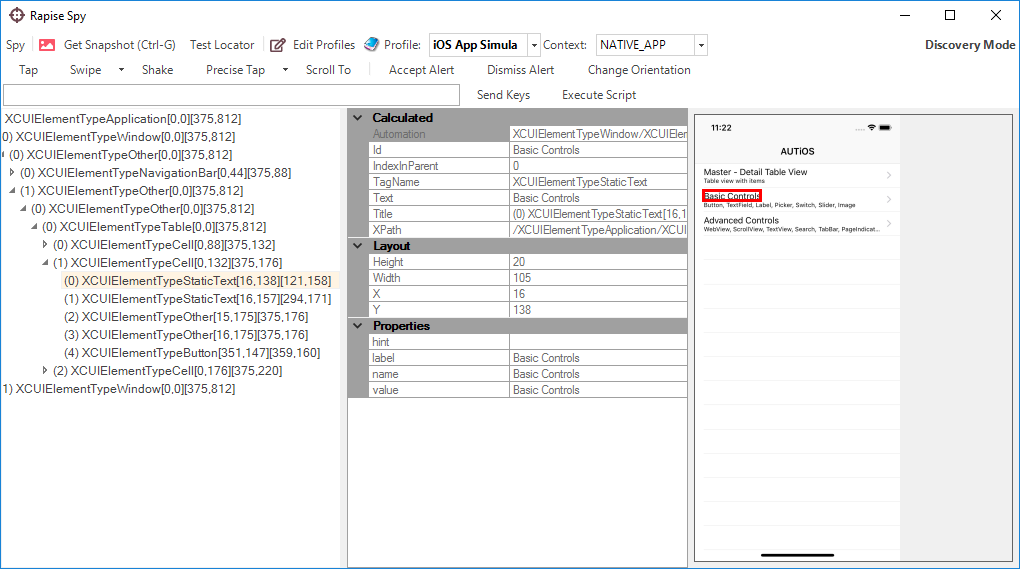 Rapise Spy
Spy Get Snapshot (Ctrl-G) Test Locator Edit Profiles Profile: iOS App Simula Context: NATIVE_APP Discovery Mode
Tap Swipe Shake Precise Tap Scroll To Accept Alert Dismiss Alert Change Orientation
Send Keys Execute Script
XCUIElementTypeApplication[0,0][375,812]
0) XCUIElementTypeWindow[0,0][375,812]
(0) XCUIElementTypeOther[0,0][375,812]
(0) XCUIElementTypeNavigationBar[0,44][375,88]
(1) XCUIElementTypeOther[0,0][375,812]
(0) XCUIElementTypeOther[0,0][375,812]
(0) XCUIElementTypeTable[0,0][375,812]
(0) XCUIElementTypeCell[0,88][375,132]
(1) XCUIElementTypeCell[0,132][375,176]
(0) XCUIElementTypeStaticText[16,138][121,158]
(1) XCUIElementTypeStaticText[16,157][294,171]
(2) XCUIElementTypeOther[15,175][375,176]
(3) XCUIElementTypeOther[16,175][375,176]
(4) XCUIElementTypeButton[351,147][359,160]
(2) XCUIElementTypeCell[0,176][375,220]
1) XCUIElementTypeWindow[0,0][375,812]
Calculated
Automation XCUIElementTypeWindow/XCUIElem
Id Basic Controls
IndexInParent 0
TagName XCUIElementTypeStaticText
Text Basic Controls
Title (0) XCUIElementTypeStaticText[16,1
XPath /XCUIElementTypeApplication/XCUI
Layout
Height 20
Width 105
X 16
Y 138
Properties
hint
label Basic Controls
name Basic Controls
value Basic Controls
11:22
AUTiOS
Master - Detail Table View
Table view with items
Basic Controls
Button, TextField, Label, Picker, Switch, Slider, Image
Advanced Controls
WebView, ScrollView, TextView, Search, TabBar, PageIndicat...